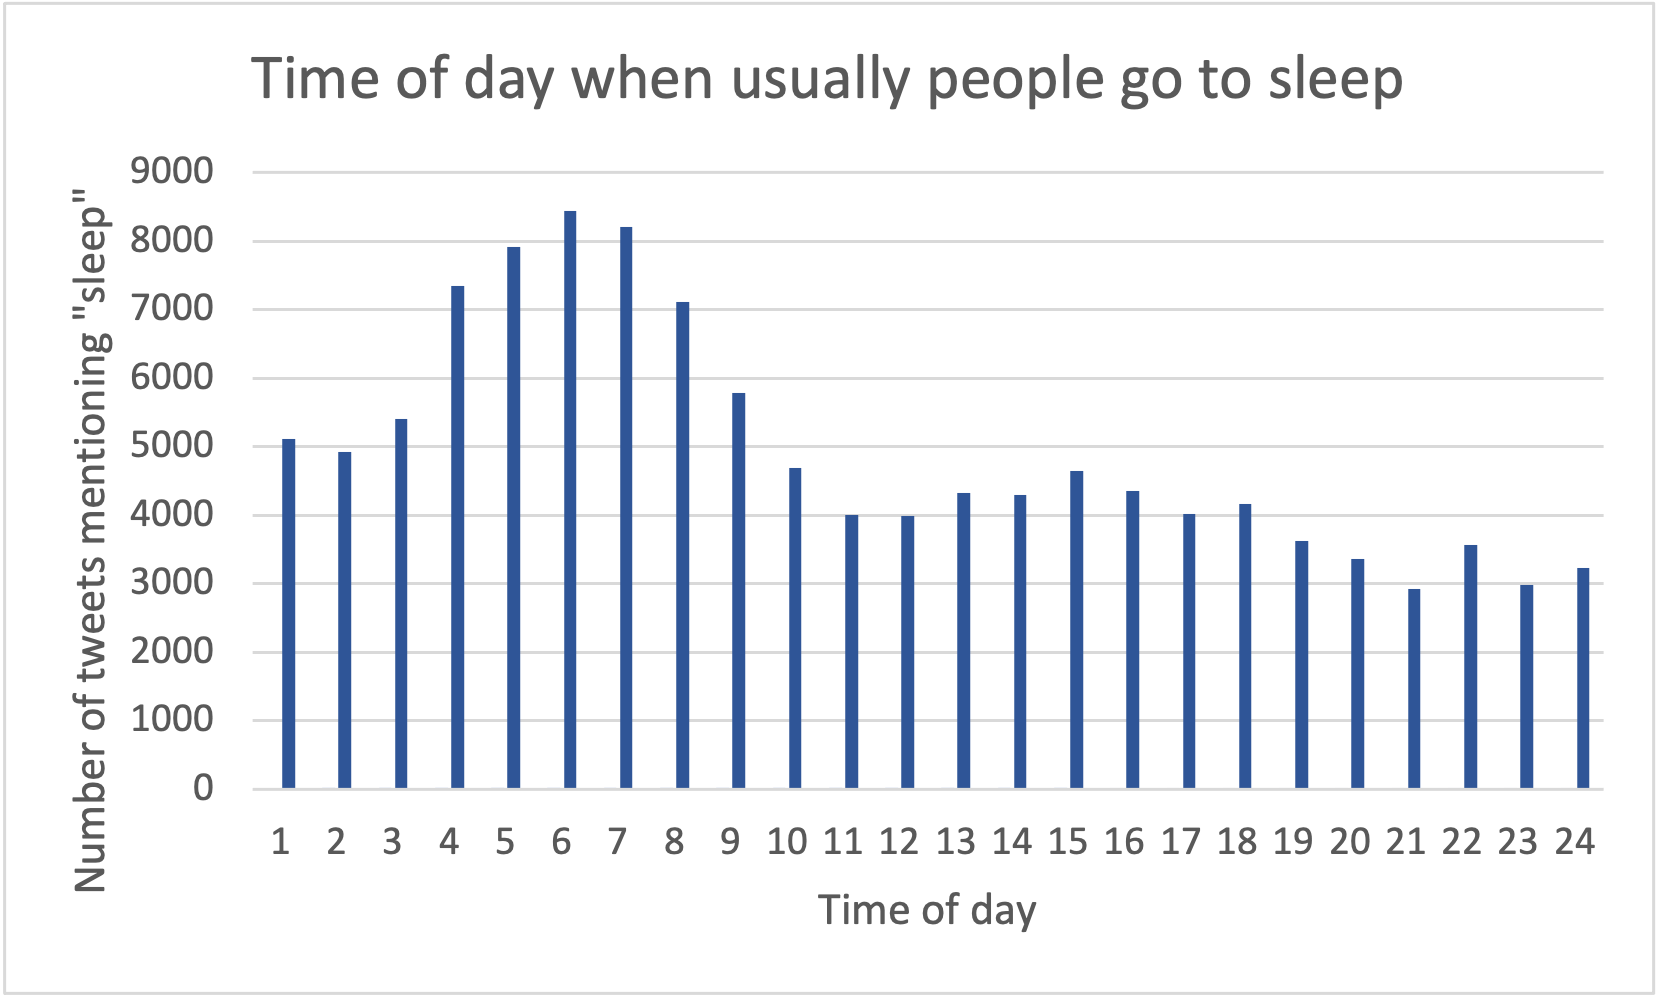 Time of day when usually people go to sleep
Number of tweets mentioning "sleep"
9000
8000
7000
6000
5000
4000
3000
2000
1000
0
1 2 3 4 5 6 7 8 9 10 11 12 13 14 15 16 17 18 19 20 21 22 23 24
Time of day